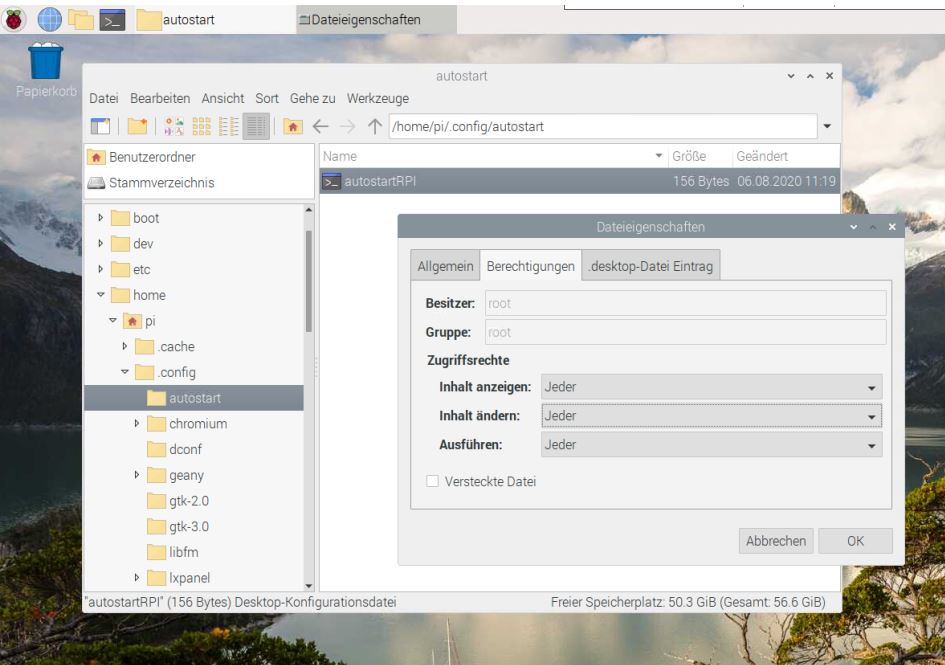 autostart
Dateieigenschaften
Papierkorb
autostart
Datei Bearbeiten Ansicht Sort Gehe zu Werkzeuge
/home/pi/.config/autostart
Benutzerordner
Stammverzeichnis
boot
dev
etc
home
pi
.cache
.config
autostart
chromium
dconf
geany
gtk-2.0
gtk-3.0
libfm
lxpanel
Name Größe Geändert
autostartRPI 156 Bytes 06.08.2020 11:19
Dateieigenschaften
Allgemein Berechtigungen .desktop-Datei Eintrag
Besitzer: root
Gruppe: root
Zugriffsrechte
Inhalt anzeigen: Jeder
Inhalt ändern: Jeder
Ausführen: Jeder
Versteckte Datei
Abbrechen OK
"autostartRPI" (156 Bytes) Desktop-Konfigurationsdatei Freier Speicherplatz: 50.3 GiB (Gesamt: 56.6 GiB)